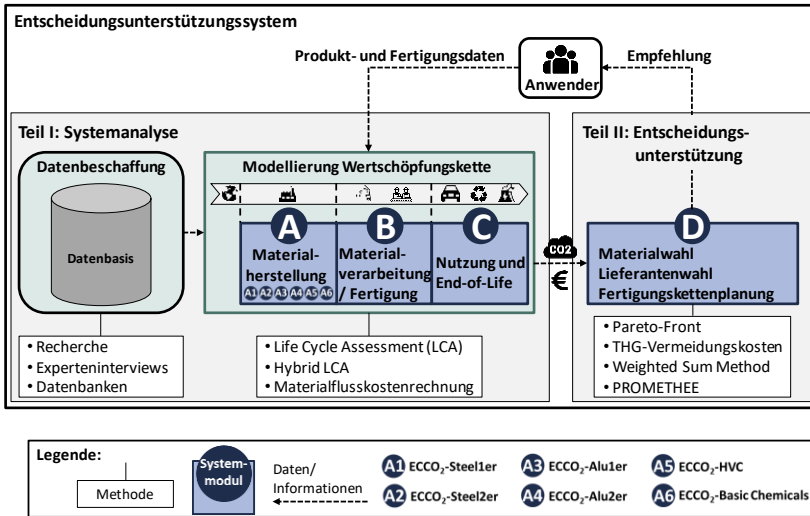 Entscheidungsunterstützungssystem
Produkt- und Fertigungsdaten
Anwender
Empfehlung
Teil I: Systemanalyse
Datenbeschaffung
Datenbasis
• Recherche
• Experteninterviews
• Datenbanken
Modellierung Wertschöpfungskette
A
Material-
herstellung
A1 A2 A3 A4 A5 A6
B
Material-
verarbeitung
/ Fertigung
C
Nutzung und
End-of-Life
• Life Cycle Assessment (LCA)
• Hybrid LCA
• Materialflusskostenrechnung
CO2
€
Teil II: Entscheidungs-
unterstützung
D
Materialwahl
Lieferantenwahl
Fertigungskettenplanung
• Pareto-Front
• THG-Vermeidungskosten
• Weighted Sum Method
• PROMETHEE
Legende:
Methode
System-
modul
Daten/
Informationen
A1 ECCO₂-Steel1er
A2 ECCO₂-Steel2er
A3 ECCO₂-Alu1er
A4 ECCO₂-Alu2er
A5 ECCO₂-HVC
A6 ECCO₂-Basic Chemicals